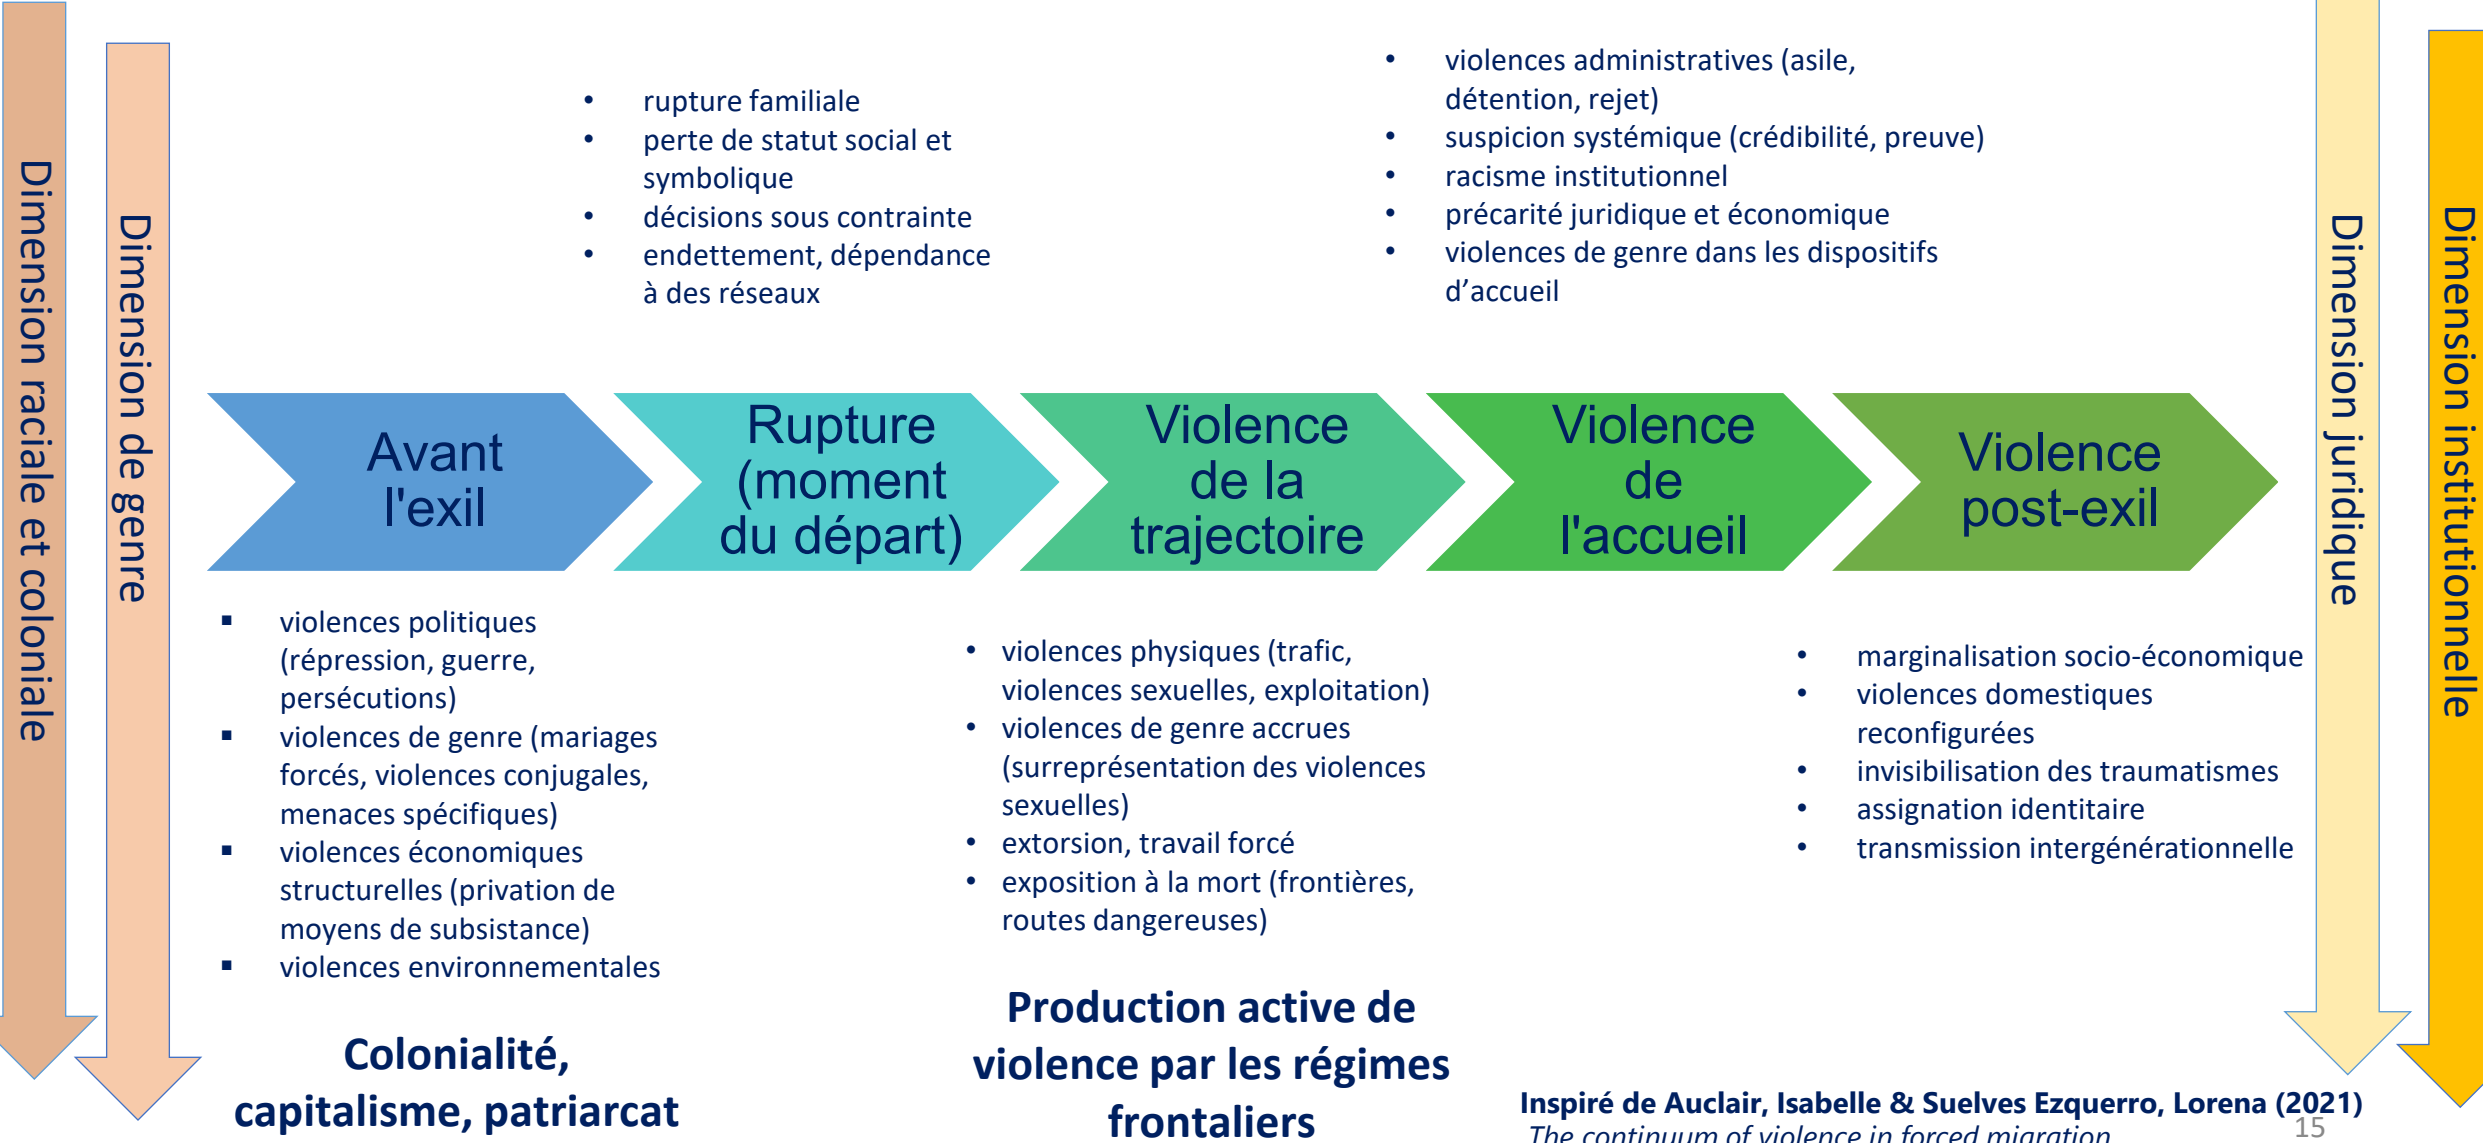 Dimension raciale et coloniale
Dimension de genre
• rupture familiale
• perte de statut social et
symbolique
• décisions sous contrainte
• endettement, dépendance
à des réseaux
• violences administratives (asile,
détention, rejet)
• suspicion systémique (crédibilité, preuve)
• racisme institutionnel
• précarité juridique et économique
• violences de genre dans les dispositifs
d’accueil
Dimension juridique
Dimension institutionnelle
Avant
l'exil
Rupture
(moment
du départ)
Violence
de la
trajectoire
Violence
de
l'accueil
Violence
post-exil
▪ violences politiques
(répression, guerre,
persécutions)
▪ violences de genre (mariages
forcés, violences conjugales,
menaces spécifiques)
▪ violences économiques
structurelles (privation de
moyens de subsistance)
▪ violences environnementales
Colonialité,
capitalisme, patriarcat
• violences physiques (trafic,
violences sexuelles, exploitation)
• violences de genre accrues
(surreprésentation des violences
sexuelles)
• extorsion, travail forcé
• exposition à la mort (frontières,
routes dangereuses)
Production active de
violence par les régimes
frontaliers
• marginalisation socio-économique
• violences domestiques
reconfigurées
• invisibilisation des traumatismes
• assignation identitaire
• transmission intergénérationnelle
Inspiré de Auclair, Isabelle & Suelves Ezquerro, Lorena (2021)
The continuum of violence in forced migration
15